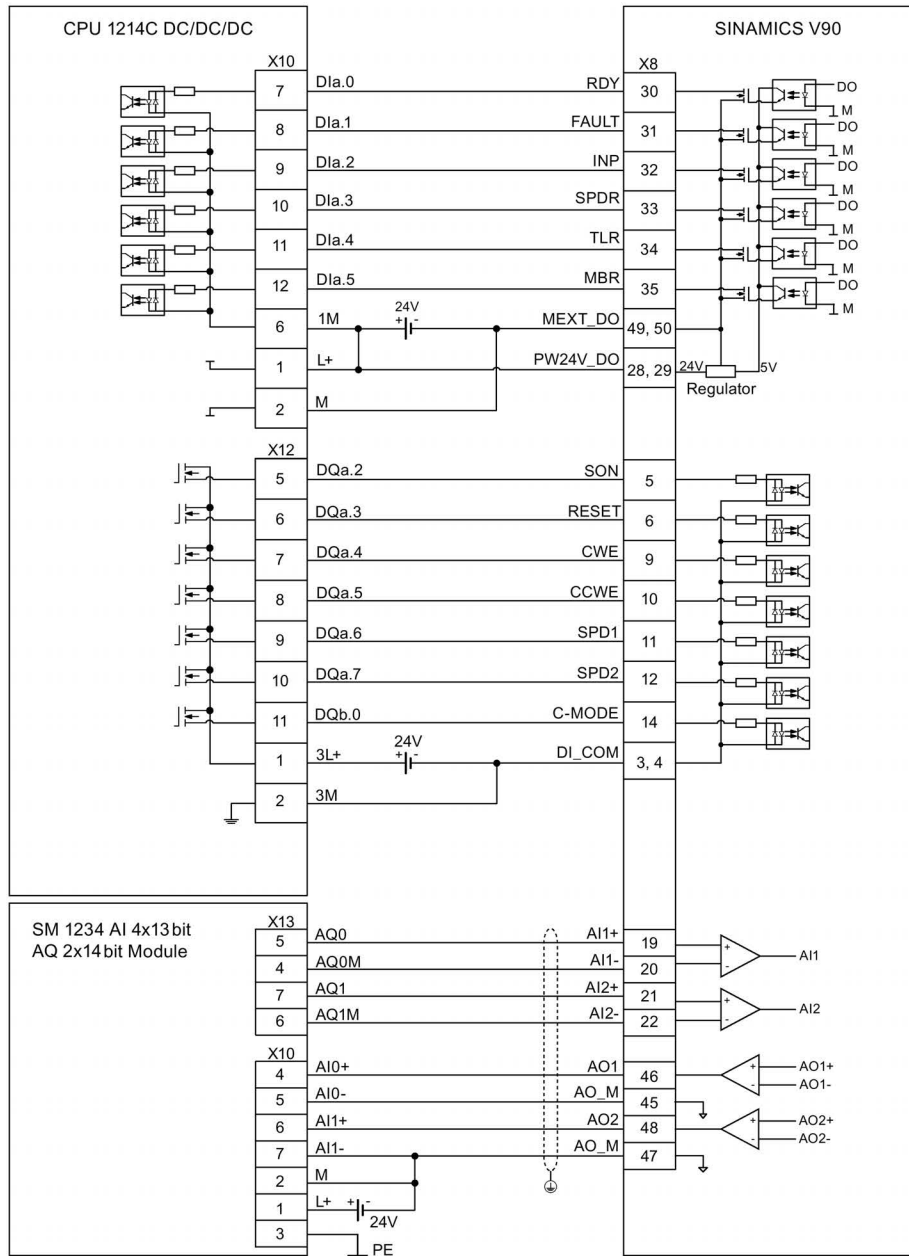 CPU 1214C DC/DC/DC
SINAMICS V90
X10
X8
7 DIa.0 RDY 30 DO
M
8 DIa.1 FAULT 31 DO
M
9 DIa.2 INP 32 DO
M
10 DIa.3 SPDR 33 DO
M
11 DIa.4 TLR 34 DO
M
12 DIa.5 MBR 35 DO
M
24V
+ -
6 1M MEXT_DO 49, 50
1 L+ PW24V_DO 28, 29 24V 5V
Regulator
2 M
X12
5 DQa.2 SON 5
6 DQa.3 RESET 6
7 DQa.4 CWE 9
8 DQa.5 CCWE 10
9 DQa.6 SPD1 11
10 DQa.7 SPD2 12
11 DQb.0 C-MODE 14
24V
+ -
1 3L+ DI_COM 3, 4
2 3M
SM 1234 AI 4x13bit
AQ 2x14bit Module
X13
5 AQ0 AI1+ 19 +
4 AQ0M AI1- 20 -
AI1
7 AQ1 AI2+ 21 +
6 AQ1M AI2- 22 -
AI2
X10
4 AI0+ AO1 46 + AO1+
- AO1-
5 AI0- AO_M 45
6 AI1+ AO2 48 + AO2+
- AO2-
7 AI1- AO_M 47
2 M
1 L+ + -
24V
3
PE